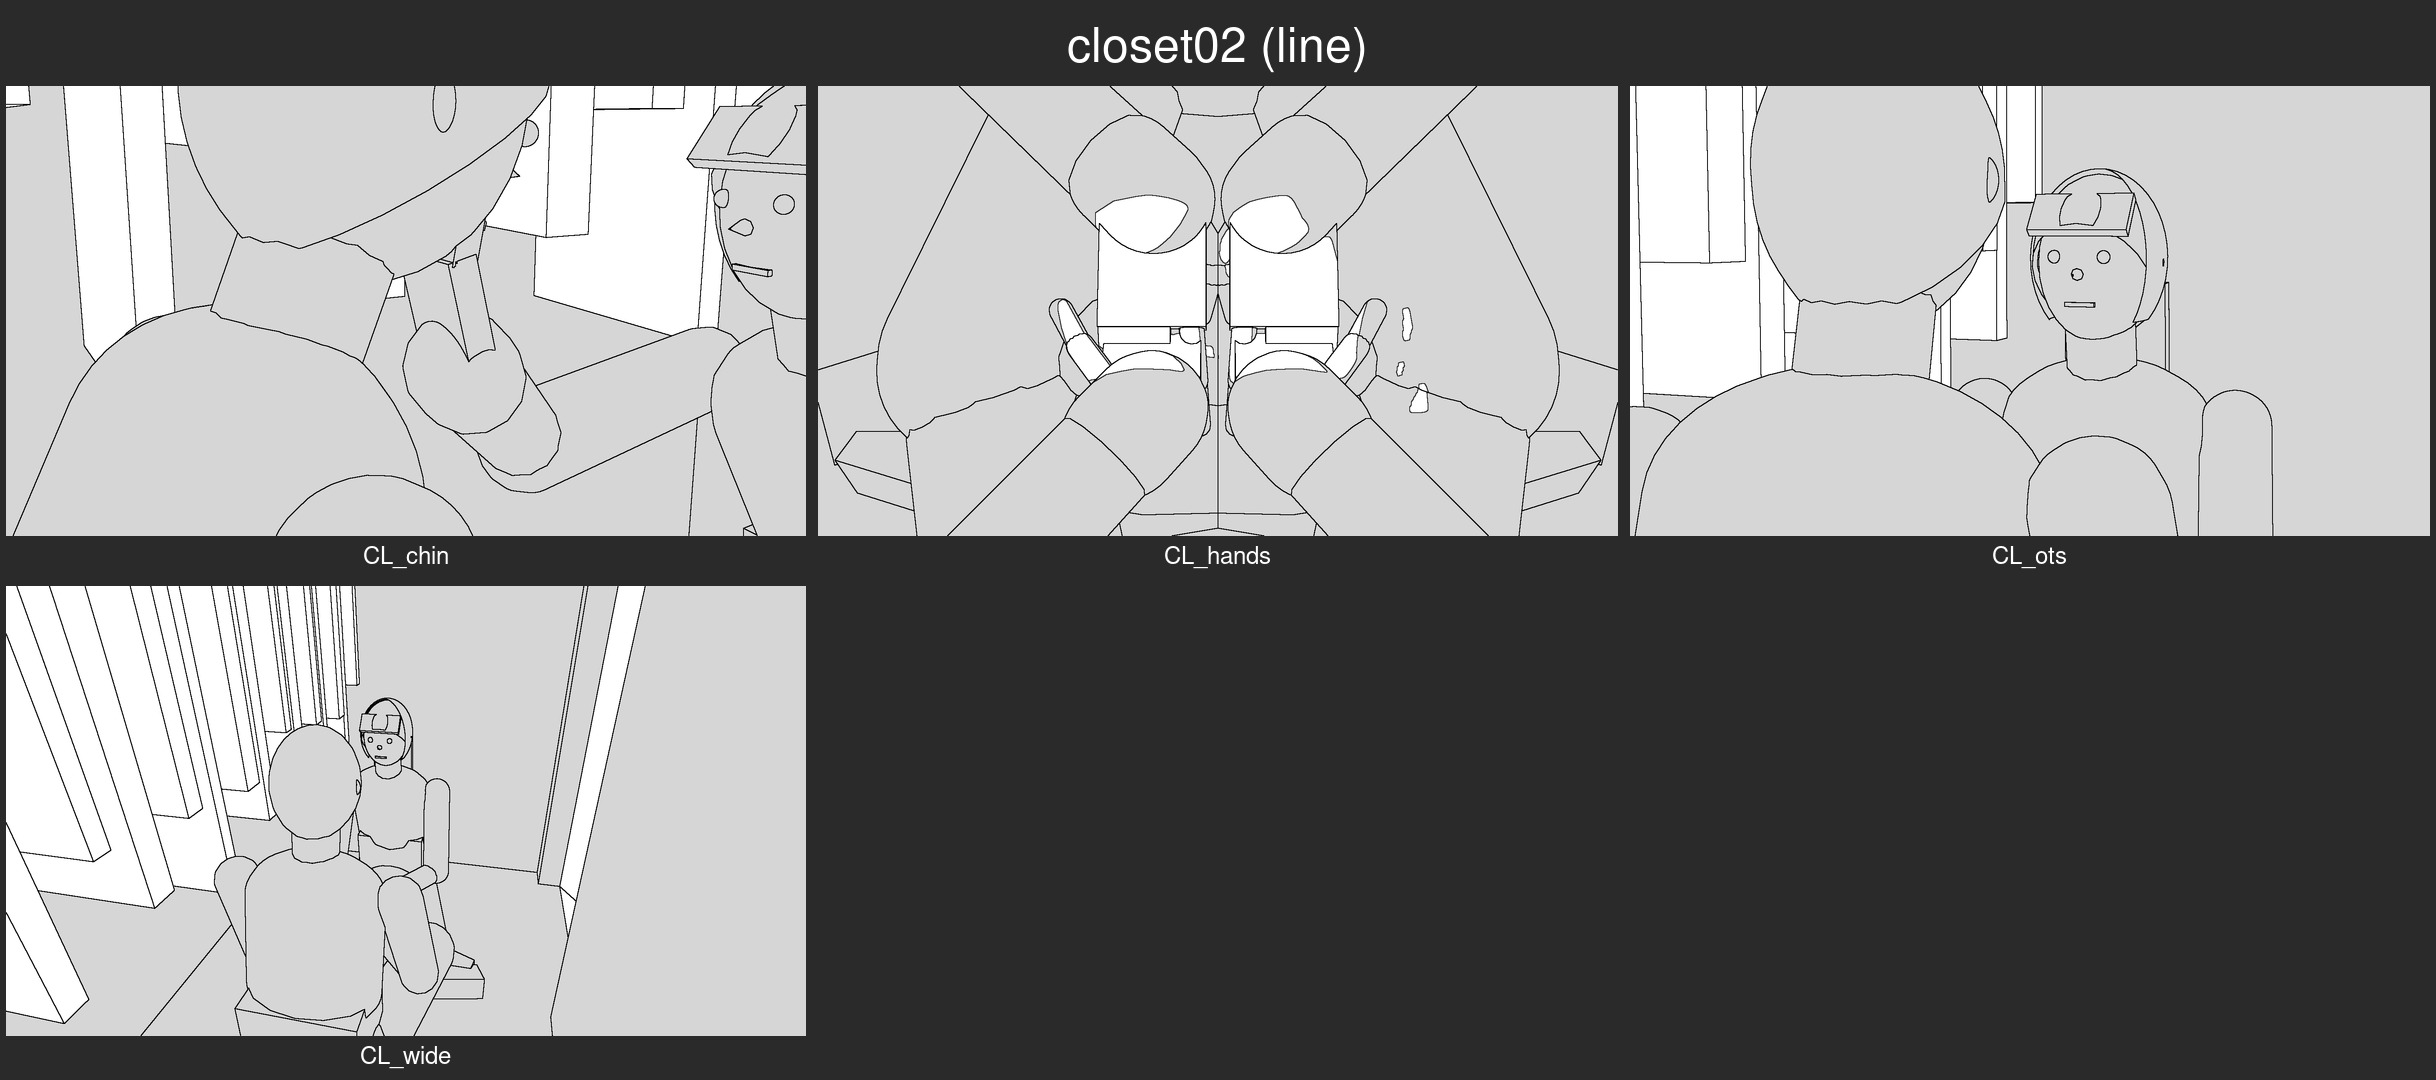 closet02 (line)
CL_chin
CL_hands
CL_ots
CL_wide